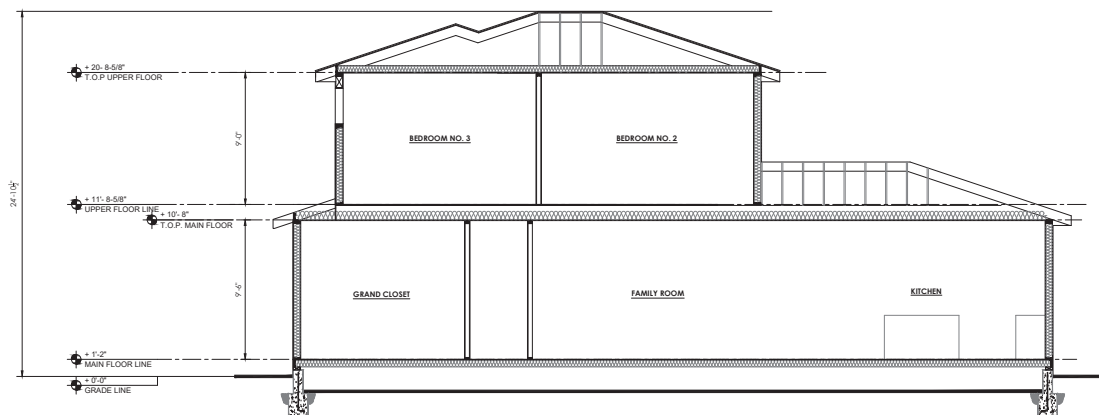 + 20- 8-5/8"
T.O.P UPPER FLOOR
9'-0"
BEDROOM NO. 3
BEDROOM NO. 2
24'-10½"
+ 11'- 8-5/8"
UPPER FLOOR LINE
+ 10'- 8"
T.O.P. MAIN FLOOR
9'-6"
GRAND CLOSET
FAMILY ROOM
KITCHEN
+ 1'-2"
MAIN FLOOR LINE
+ 0'-0"
GRADE LINE